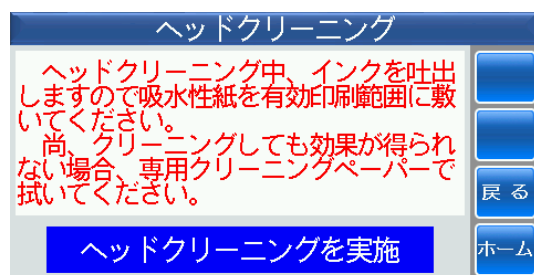 ヘッドクリーニング
ヘッドクリーニング中、インクを吐出
しますので吸水性紙を有効印刷範囲に敷
いてください。
尚、クリーニングしても効果が得られ
ない場合、専用クリーニングペーパーで
拭いてください。
戻 る
ヘッドクリーニングを実施
ホーム